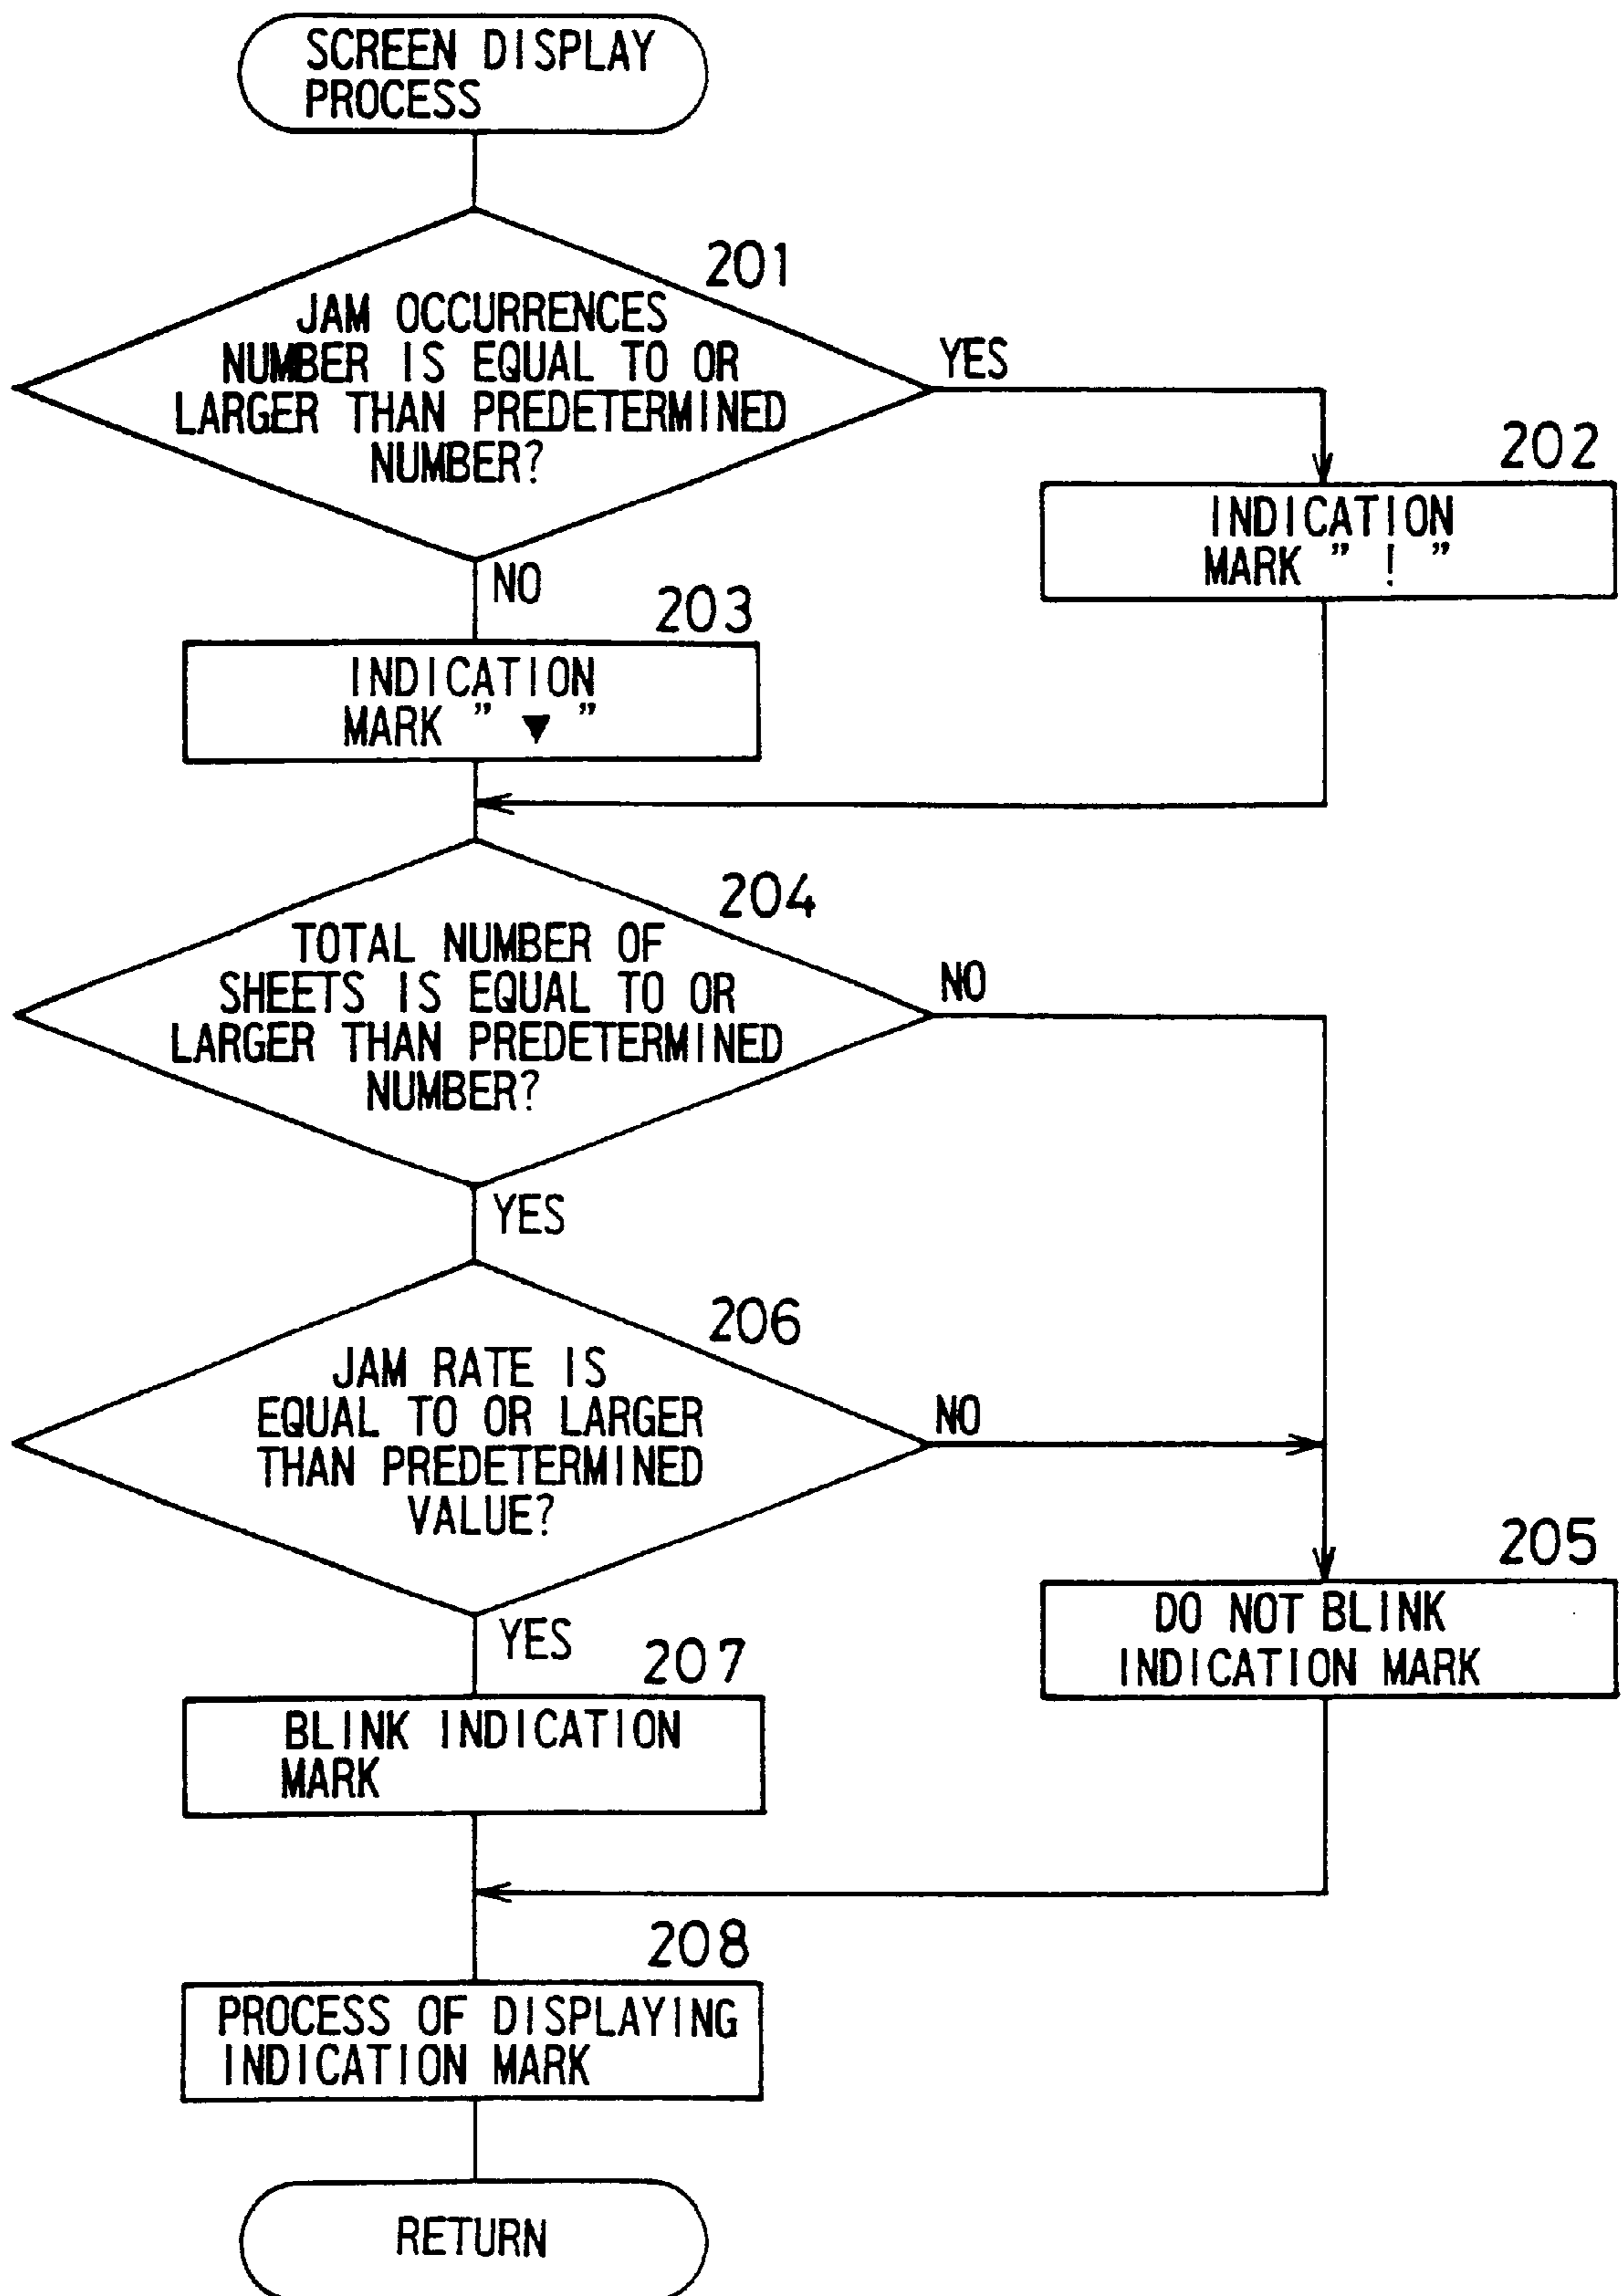 SCREEN DISPLAY
PROCESS
201
JAM OCCURRENCES
NUMBER IS EQUAL TO OR
LARGER THAN PREDETERMINED
NUMBER?
YES
202
INDICATION
MARK ” ! ”
NO
203
INDICATION
MARK ” ▼ ”
204
TOTAL NUMBER OF
SHEETS IS EQUAL TO OR
LARGER THAN PREDETERMINED
NUMBER?
NO
YES
206
JAM RATE IS
EQUAL TO OR LARGER
THAN PREDETERMINED
VALUE?
NO
205
DO NOT BLINK
INDICATION MARK
YES
207
BLINK INDICATION
MARK
208
PROCESS OF DISPLAYING
INDICATION MARK
RETURN